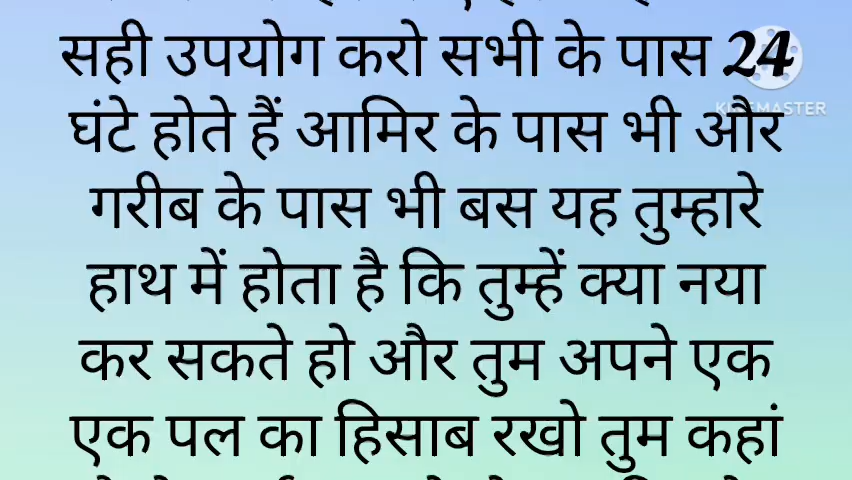 सही उपयोग करो सभी के पास 24
KINEMASTER
घंटे होते हैं आमिर के पास भी और
गरीब के पास भी बस यह तुम्हारे
हाथ में होता है कि तुम्हें क्या नया
कर सकते हो और तुम अपने एक
एक पल का हिसाब रखो तुम कहां